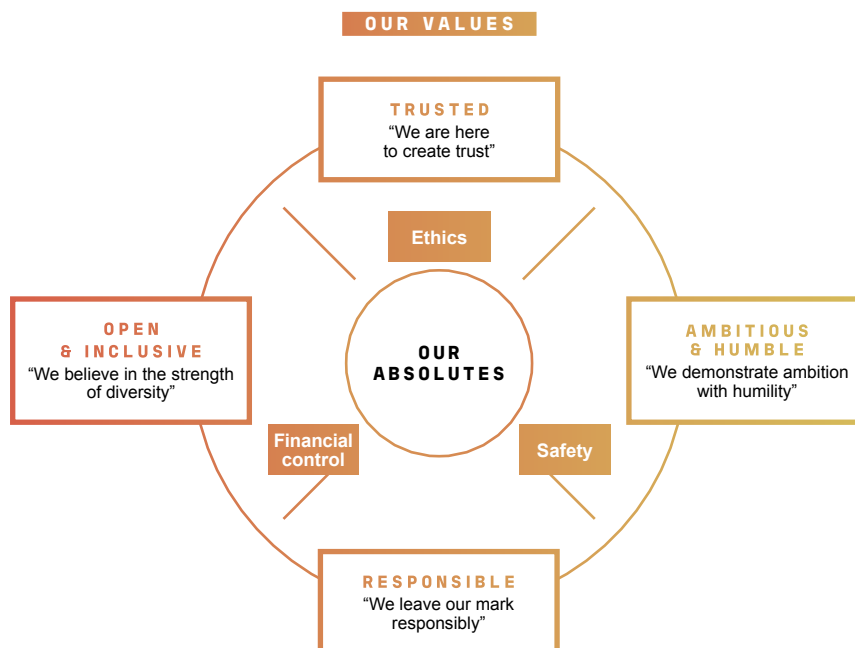 OUR VALUES
TRUSTED
“We are here
to create trust”
Ethics
OPEN
& INCLUSIVE
“We believe in the strength
of diversity”
OUR
ABSOLUTES
AMBITIOUS
& HUMBLE
“We demonstrate ambition
with humility”
Financial
control
Safety
RESPONSIBLE
“We leave our mark
responsibly”